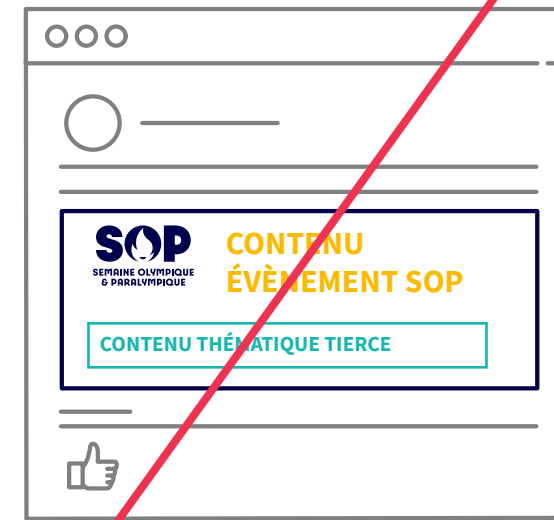 SOP
SEMAINE OLYMPIQUE
& PARALYMPIQUE
CONTENU
ÉVÈNEMENT SOP
CONTENU THÉMATIQUE TIERCE